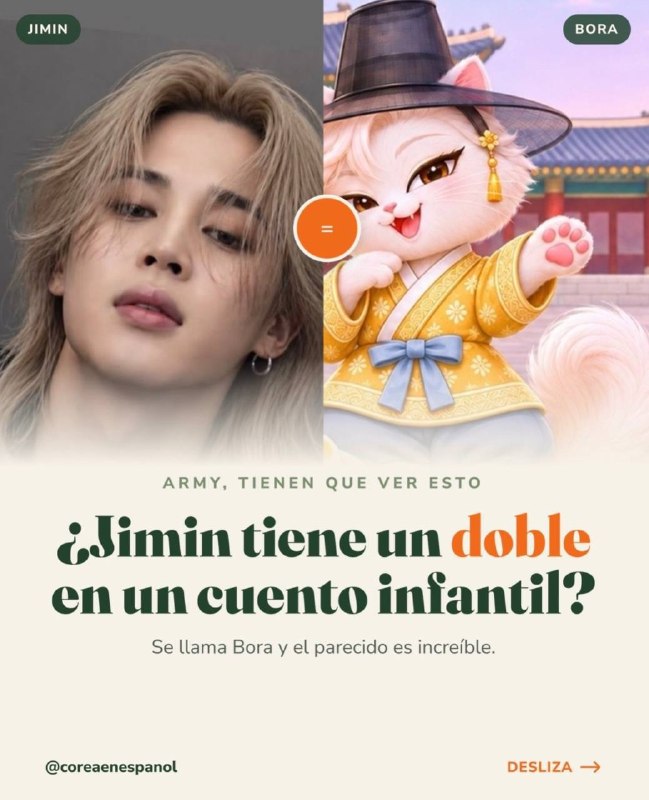 JIMIN
BORA
=
ARMY, TIENEN QUE VER ESTO
¿Jimin tiene un doble
en un cuento infantil?
Se llama Bora y el parecido es increíble.
@coreaenespanol
DESLIZA →